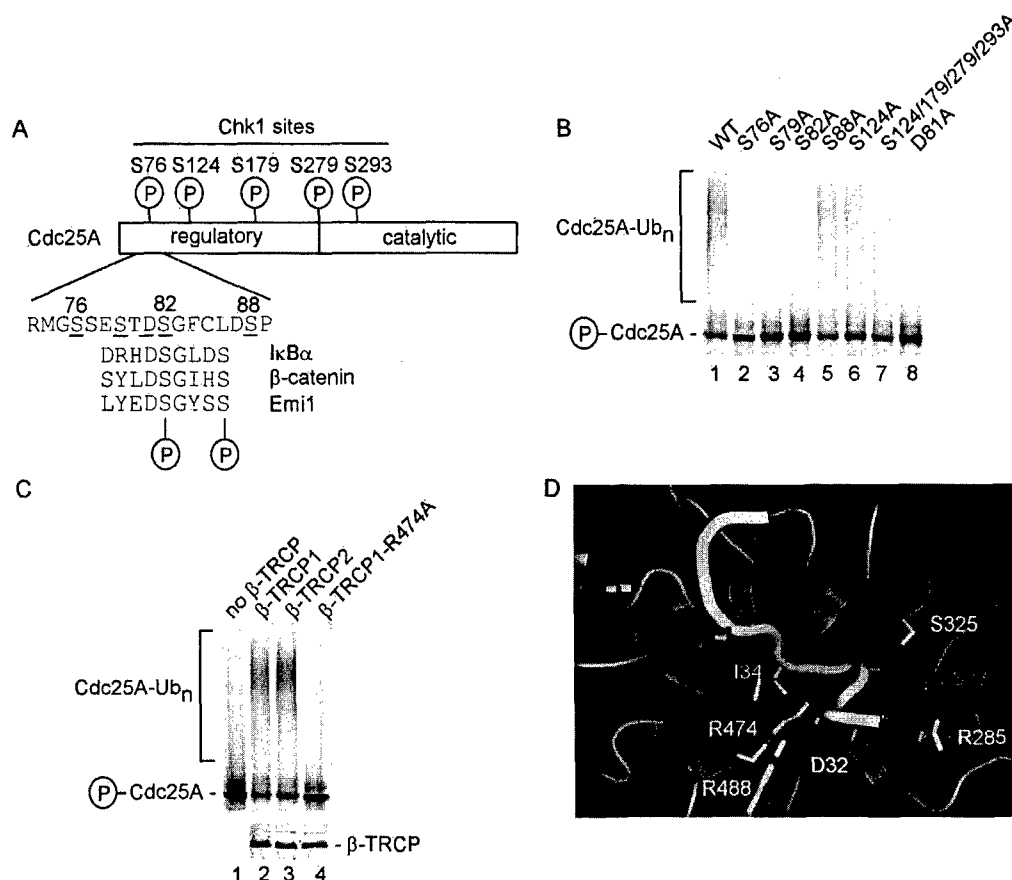 A
Chk1 sites
S76 S124 S179 S279 S293
P P P P P
Cdc25A regulatory catalytic
76 82 88
RMGSSESTDSGFCLDSP
DRHDSGLDS IκBα
SYLDSGIHS β-catenin
LYEDSGYSS Emi1
P P
B
WT S76A S79A S82A S88A S124A S124/179/279/293A D81A
Cdc25A-Ubn
P-Cdc25A -
1 2 3 4 5 6 7 8
C
no β-TRCP β-TRCP1 β-TRCP2 β-TRCP1-R474A
Cdc25A-Ubn
P-Cdc25A -
- β-TRCP
1 2 3 4
D
S325
I34
R474
R285
D32
R488